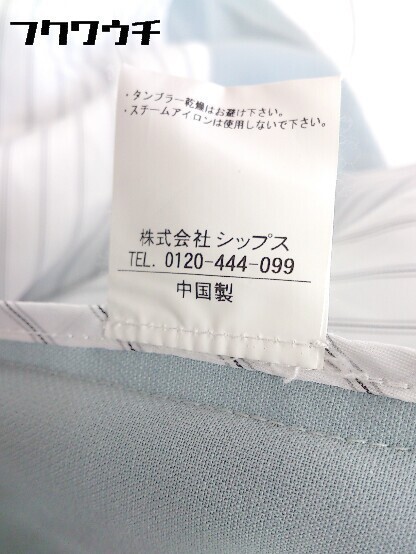 フクウウチ
・タンブラー乾燥はお避け下さい。
・スチームアイロンは使用しないで下さい。
株式会社 シップス
TEL. 0120-444-099
中国製